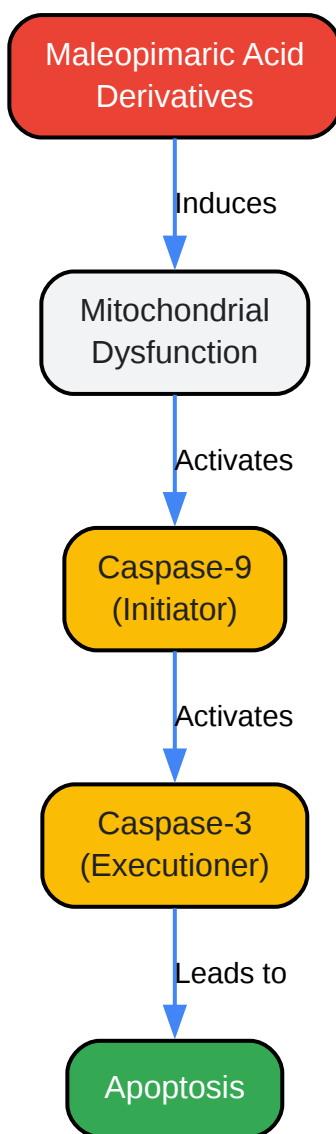 Maleopimaric Acid
Derivatives
Induces
Mitochondrial
Dysfunction
Activates
Caspase-9
(Initiator)
Activates
Caspase-3
(Executioner)
Leads to
Apoptosis